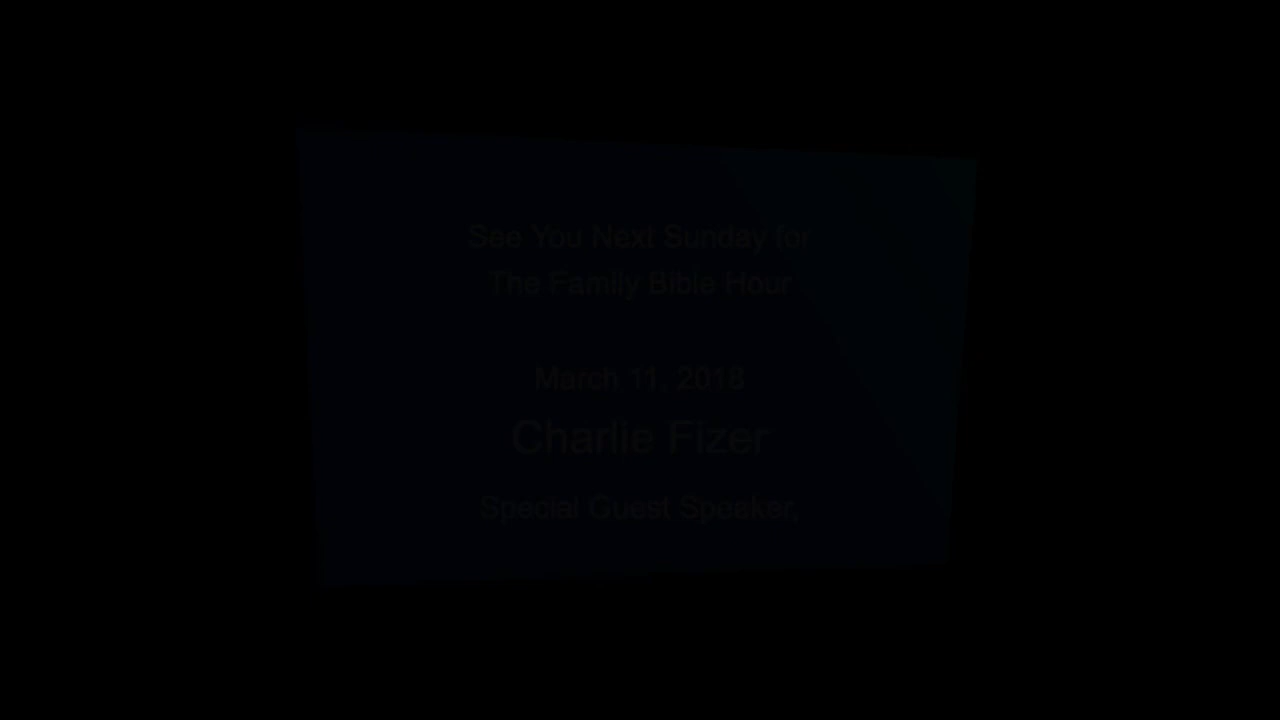 See You Next Sunday for
The Family Bible Hour
March 11, 2018
Charlie Fizer
Special Guest Speaker,